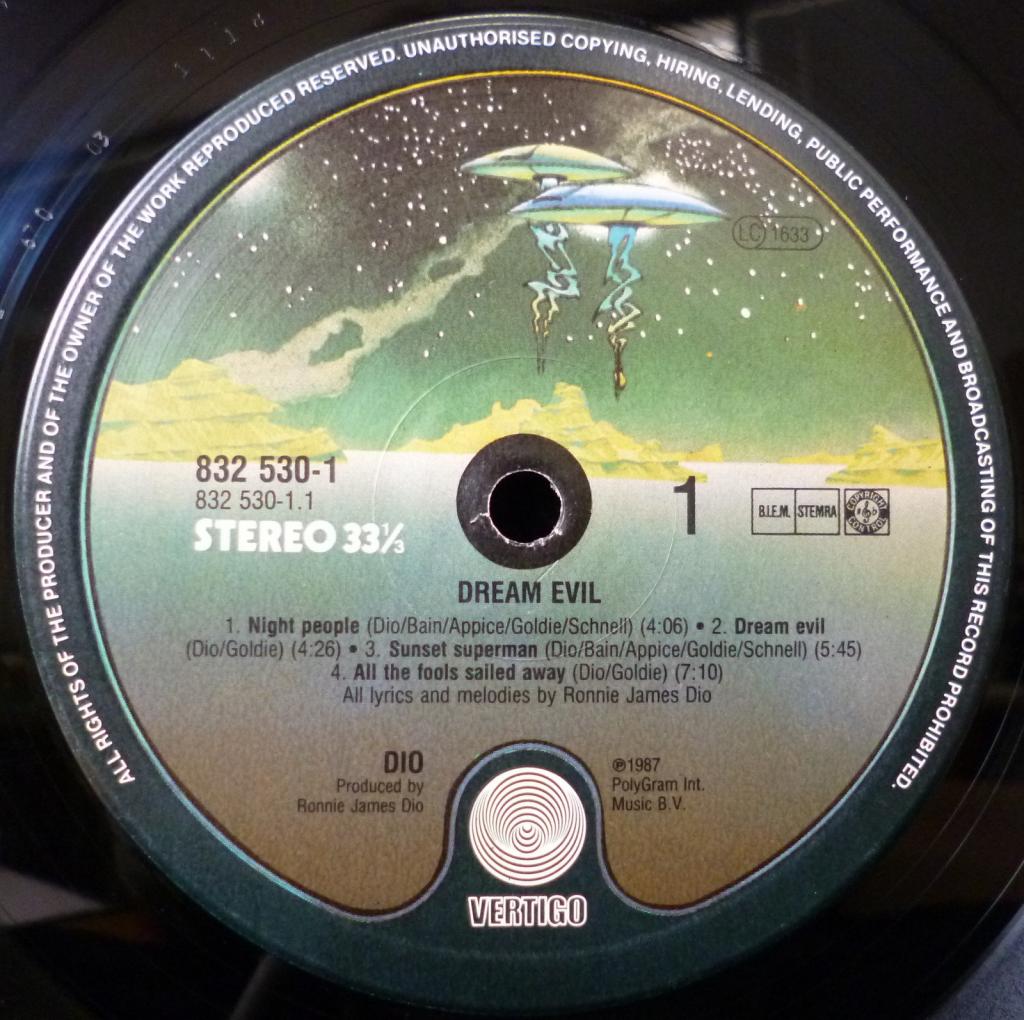 ALL RIGHTS OF THE PRODUCER AND OF THE OWNER OF THE WORK REPRODUCED RESERVED. UNAUTHORISED COPYING, HIRING, LENDING, PUBLIC PERFORMANCE AND BROADCASTING OF THIS RECORD PROHIBITED.
LC 1633
832 530-1
832 530-1.1
STEREO 33⅓
1
B.I.E.M. STEMRA COPYRIGHT CONTROL
DREAM EVIL
1. Night people (Dio/Bain/Appice/Goldie/Schnell) (4:06) • 2. Dream evil
(Dio/Goldie) (4:26) • 3. Sunset superman (Dio/Bain/Appice/Goldie/Schnell) (5:45)
4. All the fools sailed away (Dio/Goldie) (7:10)
All lyrics and melodies by Ronnie James Dio
DIO
Produced by
Ronnie James Dio
℗1987
PolyGram Int.
Music B.V.
VERTIGO